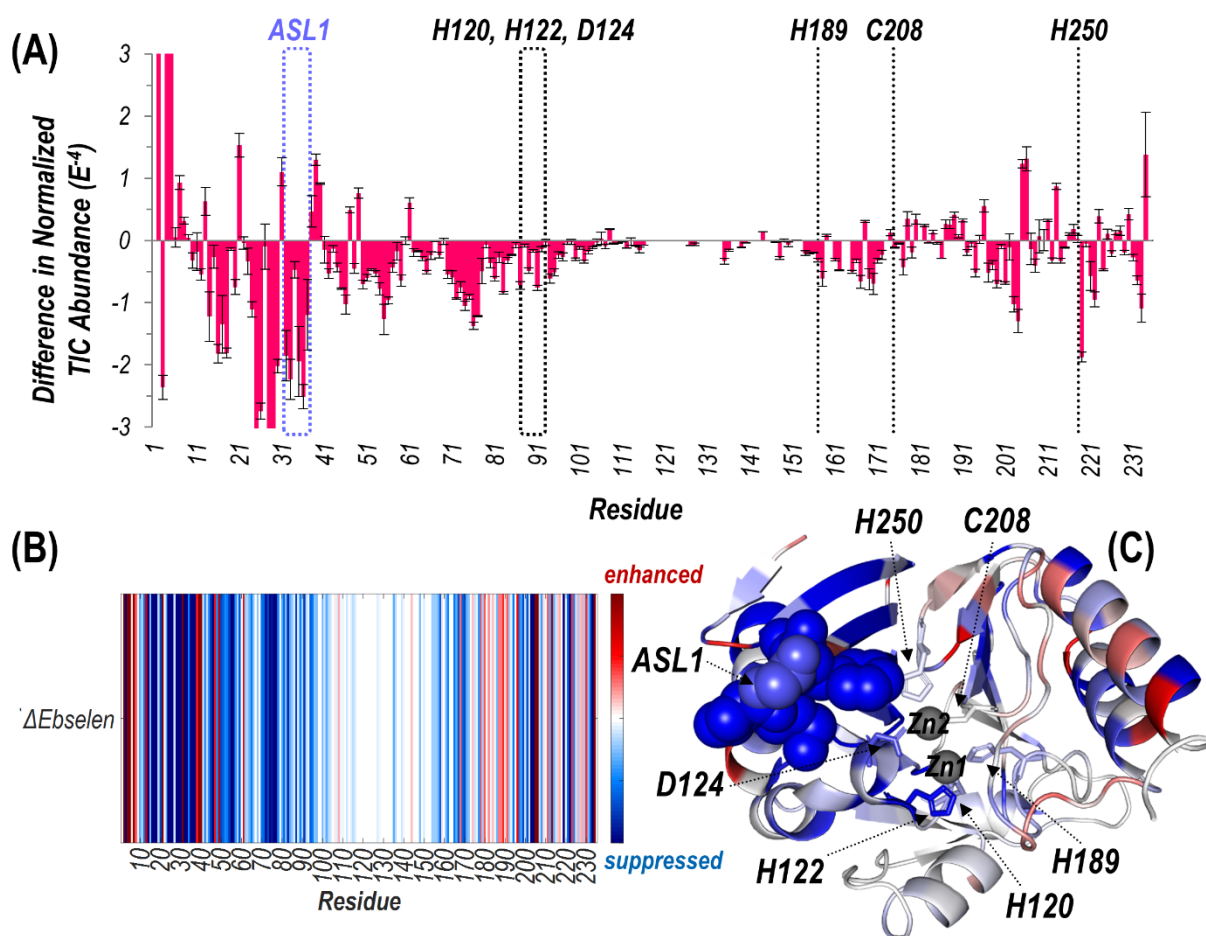 (A)
ASL1
H120, H122, D124
H189
C208
H250
Difference in Normalized
TIC Abundance (E-4)
3
2
1
0
-1
-2
-3
1
11
21
31
41
51
61
71
81
91
101
111
121
131
141
151
161
171
181
191
201
211
221
231
Residue
(B)
ΔEbselen
10
20
30
40
50
60
70
80
90
100
110
120
130
140
150
160
170
180
190
200
210
220
230
Residue
enhanced
suppressed
(C)
H250
C208
ASL1
Zn2
Zn1
D124
H122
H120
H189